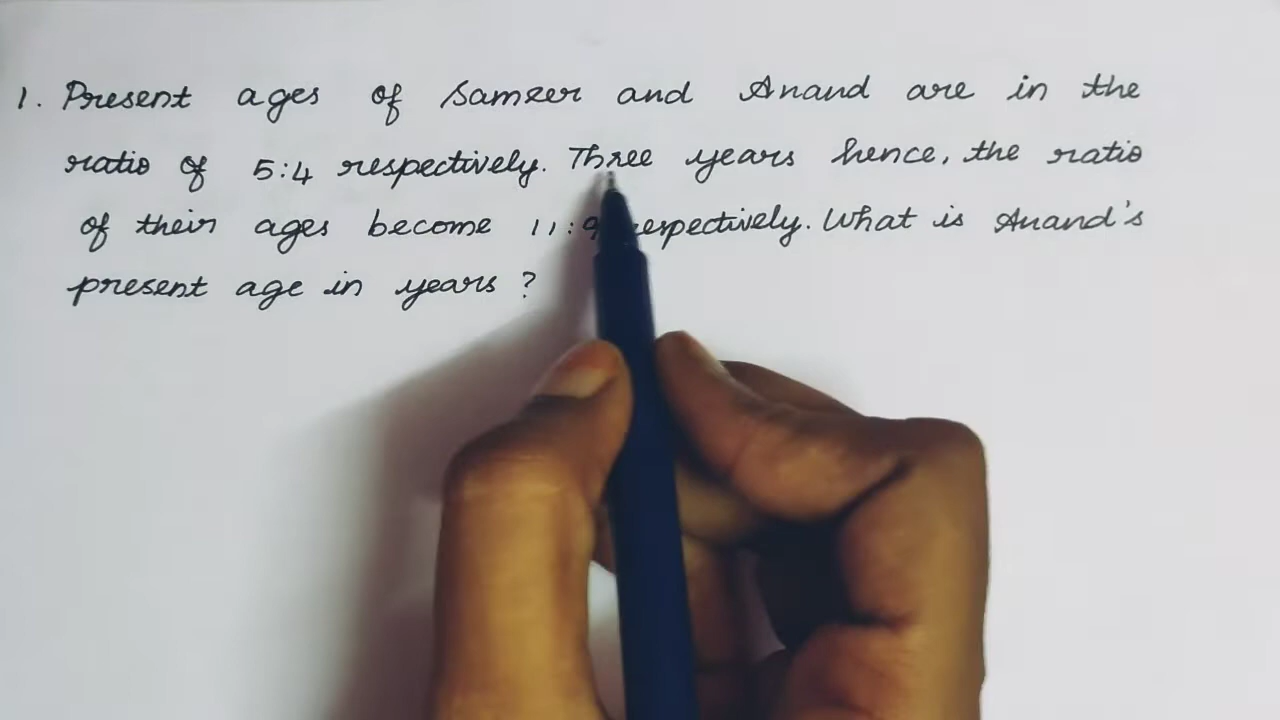 1. Present ages of Sameer and Anand are in the
ratio of 5:4 respectively. Three years hence, the ratio
of their ages become 11:9 respectively. What is Anand's
present age in years ?